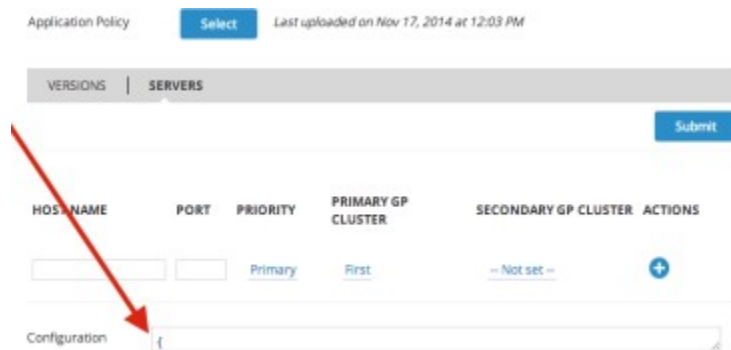 Application Policy Select Last uploaded on Nov 17, 2014 at 12:03 PM
VERSIONS | SERVERS
Submit
HOST NAME PORT PRIORITY PRIMARY GP CLUSTER SECONDARY GP CLUSTER ACTIONS
Primary First -- Not set --
Configuration {